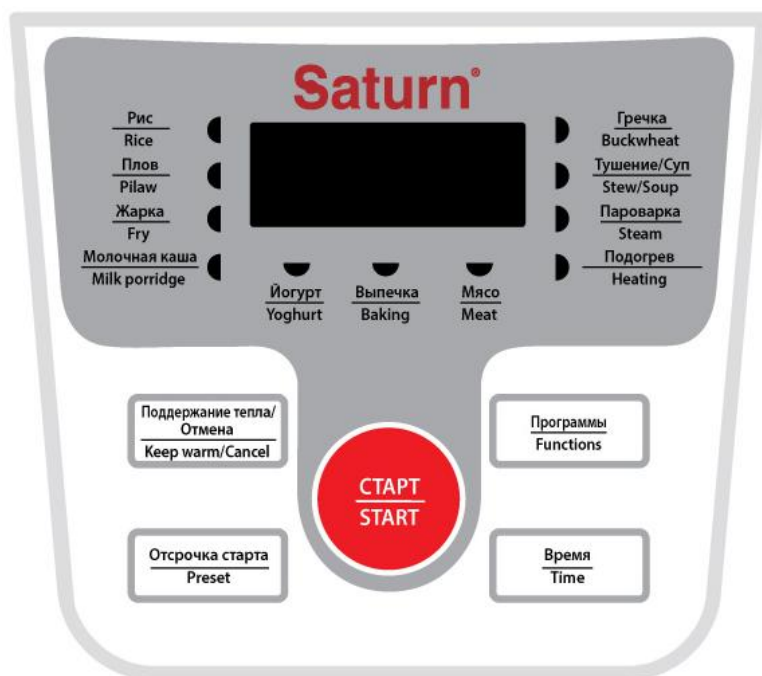 Saturn®
Рис
Rice
Плов
Pilaw
Жарка
Fry
Молочная каша
Milk porridge
Гречка
Buckwheat
Тушение/Суп
Stew/Soup
Пароварка
Steam
Подогрев
Heating
Йогурт
Yoghurt
Выпечка
Baking
Мясо
Meat
Поддержание тепла/
Отмена
Keep warm/Cancel
Программы
Functions
СТАРТ
START
Отсрочка старта
Preset
Время
Time